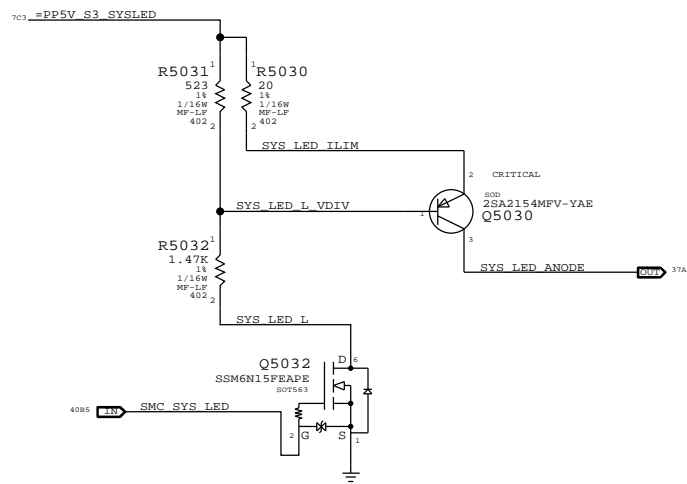 7C3 =PP5V_S3_SYSLED
1 1
R5031 R5030
523 20
1% 1%
1/16W 1/16W
MF-LF MF-LF
402 402
2 2
SYS_LED_ILIM
2 CRITICAL
SOD
2SA2154MFV-YAE
Q5030
SYS_LED_L_VDIV 1
3
R5032 1
1.47K
1%
1/16W
MF-LF
402
2
SYS_LED_ANODE OUT 37A
SYS_LED_L
D 6
Q5032
SSM6N15FEAPE
SOT563
40B5 IN SMC_SYS_LED
2 G S 1